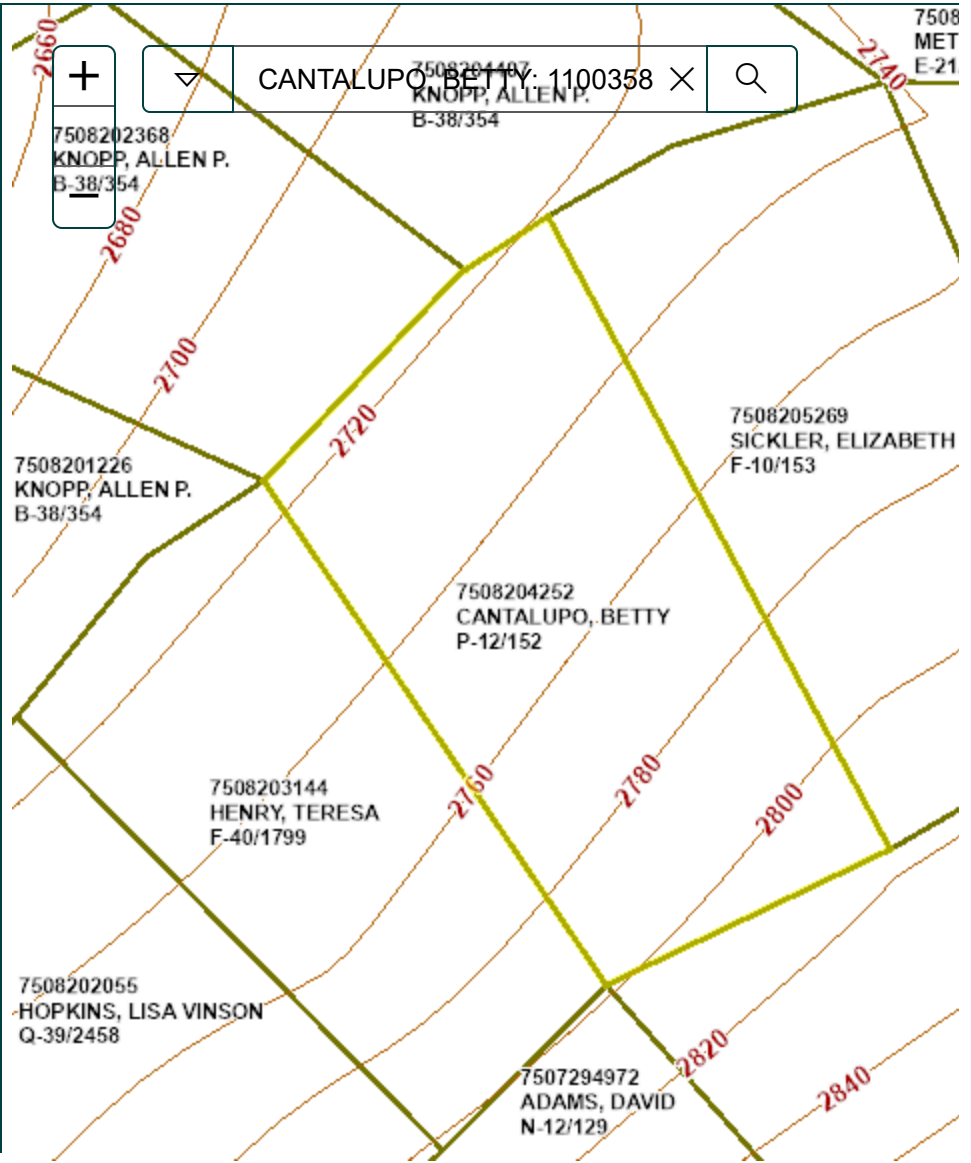 7508
MET
E-21
2660
2740
+
CANTALUPO, BETTY: 1100358
KNOPP, ALLEN P.
B-38/354
7508202368
KNOPP, ALLEN P.
B-38/354
−
2680
2700
2720
7508205269
SICKLER, ELIZABETH
F-10/153
7508201226
KNOPP, ALLEN P.
B-38/354
7508204252
CANTALUPO, BETTY
P-12/152
7508203144
HENRY, TERESA
F-40/1799
2760
2780
2800
7508202055
HOPKINS, LISA VINSON
Q-39/2458
7507294972
ADAMS, DAVID
N-12/129
2820
2840